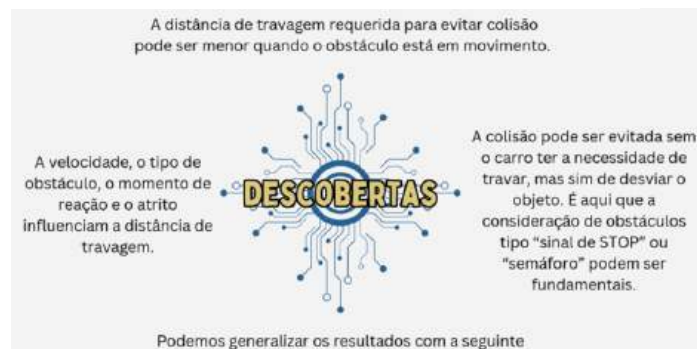 A distância de travagem requerida para evitar colisão
pode ser menor quando o obstáculo está em movimento.
A velocidade, o tipo de
obstáculo, o momento de
reação e o atrito
influenciam a distância de
travagem.
DESCOBERTAS
A colisão pode ser evitada sem
o carro ter a necessidade de
travar, mas sim de desviar o
objeto. É aqui que a
consideração de obstáculos
tipo “sinal de STOP” ou
“semáforo” podem ser
fundamentais.
Podemos generalizar os resultados com a seguinte